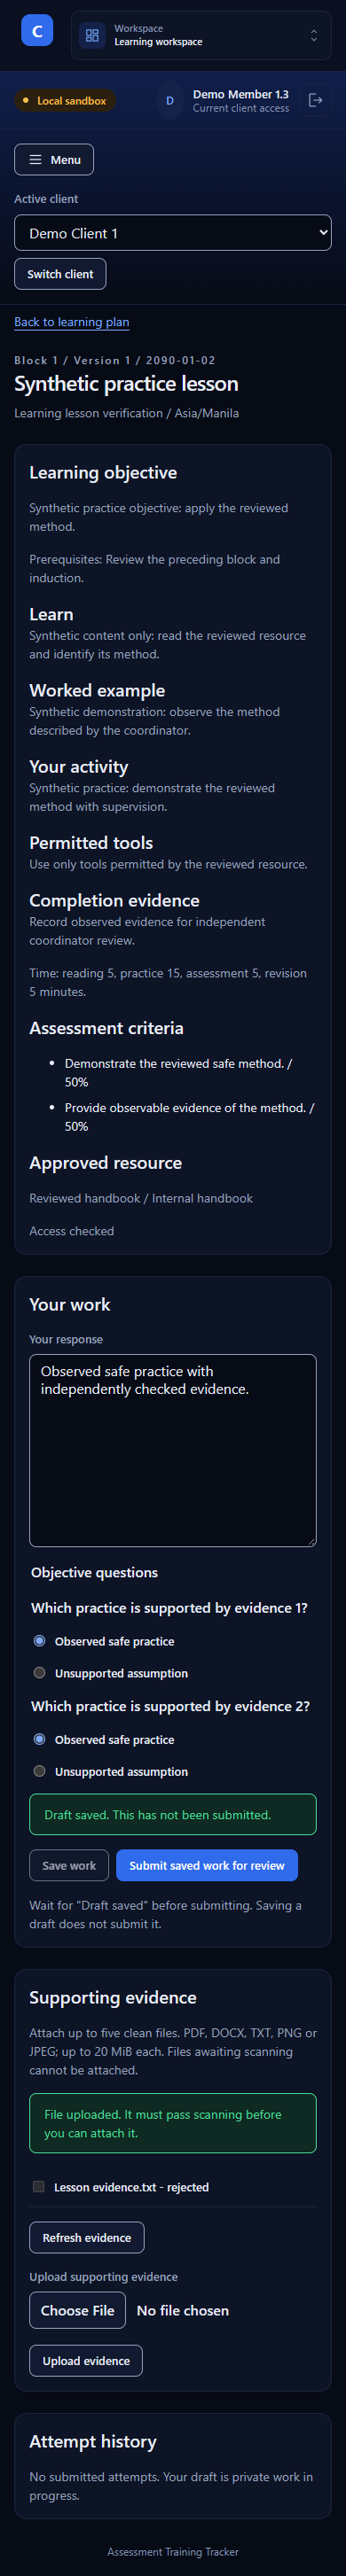 C
Workspace
Learning workspace
Local sandbox
D
Demo Member 1.3
Current client access
Menu
Active client
Demo Client 1
Switch client
Back to learning plan
Block 1 / Version 1 / 2090-01-02
Synthetic practice lesson
Learning lesson verification / Asia/Manila
Learning objective
Synthetic practice objective: apply the reviewed
method.
Prerequisites: Review the preceding block and
induction.
Learn
Synthetic content only: read the reviewed resource
and identify its method.
Worked example
Synthetic demonstration: observe the method
described by the coordinator.
Your activity
Synthetic practice: demonstrate the reviewed
method with supervision.
Permitted tools
Use only tools permitted by the reviewed resource.
Completion evidence
Record observed evidence for independent
coordinator review.
Time: reading 5, practice 15, assessment 5, revision
5 minutes.
Assessment criteria
Demonstrate the reviewed safe method. /
50%
Provide observable evidence of the method. /
50%
Approved resource
Reviewed handbook / Internal handbook
Access checked
Your work
Your response
Observed safe practice with
independently checked evidence.
Objective questions
Which practice is supported by evidence 1?
Observed safe practice
Unsupported assumption
Which practice is supported by evidence 2?
Observed safe practice
Unsupported assumption
Draft saved. This has not been submitted.
Save work
Submit saved work for review
Wait for "Draft saved" before submitting. Saving a
draft does not submit it.
Supporting evidence
Attach up to five clean files. PDF, DOCX, TXT, PNG or
JPEG; up to 20 MiB each. Files awaiting scanning
cannot be attached.
File uploaded. It must pass scanning before
you can attach it.
Lesson evidence.txt - rejected
Refresh evidence
Upload supporting evidence
Choose File
No file chosen
Upload evidence
Attempt history
No submitted attempts. Your draft is private work in
progress.
Assessment Training Tracker